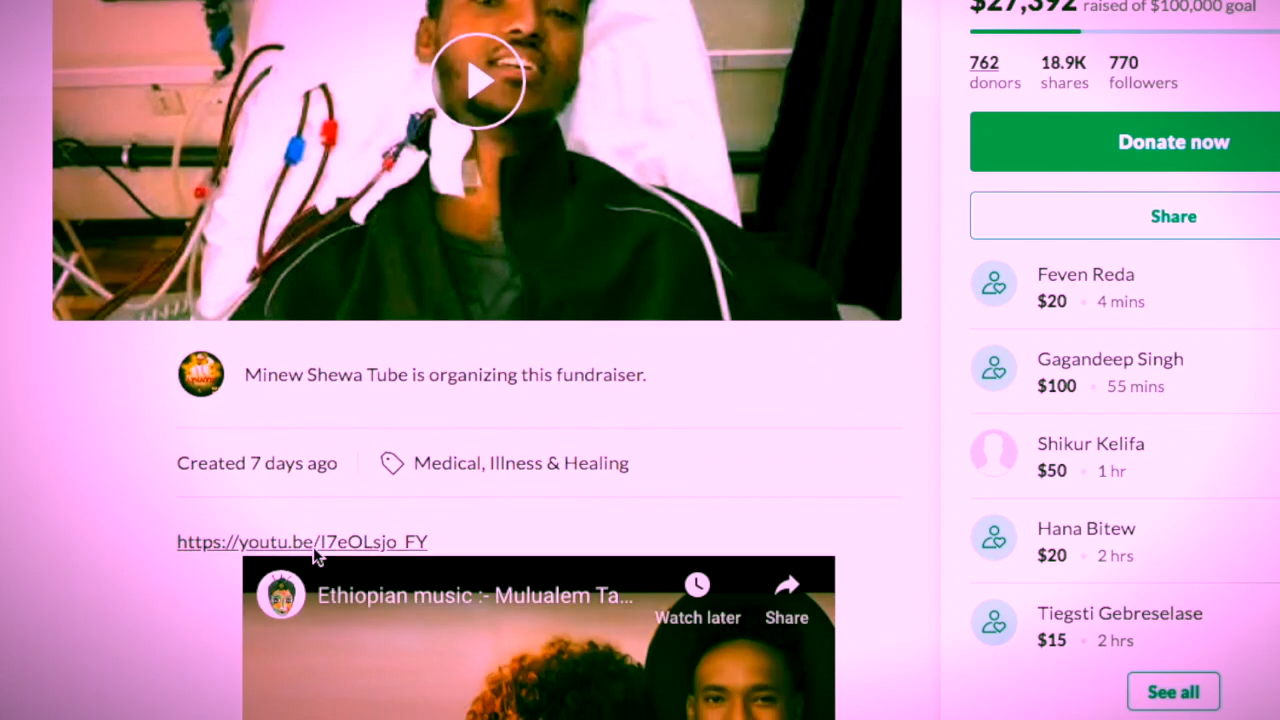 $27,392 raised of $100,000 goal
762 18.9K 770
donors shares followers
Donate now
Share
Feven Reda
$20 • 4 mins
Gagandeep Singh
$100 • 55 mins
Shikur Kelifa
$50 • 1 hr
Hana Bitew
$20 • 2 hrs
Tiegsti Gebreselase
$15 • 2 hrs
See all
Minew Shewa Tube is organizing this fundraiser.
Created 7 days ago Medical, Illness & Healing
https://youtu.be/I7eOLsjo_FY
Ethiopian music :- Mulualem Ta...
Watch later Share